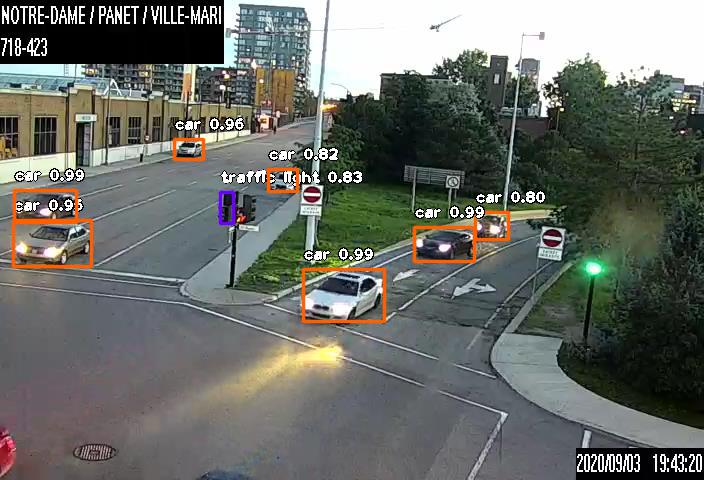 NOTRE-DAME / PANET / VILLE-MARI
718-423
car 0.96
car 0.82
traffic light 0.83
car 0.99
car 0.80
car 0.95
car 0.99
car 0.99
2020/09/03 19:43:20